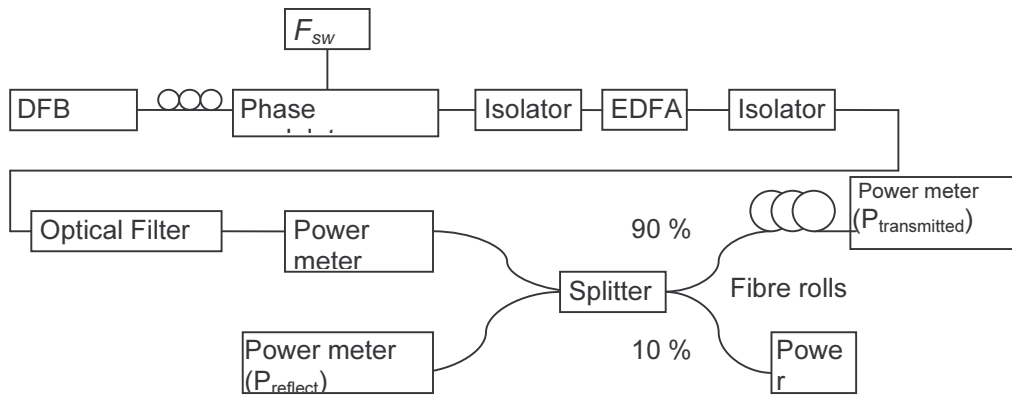 F_sw
DFB
Phase
Isolator
EDFA
Isolator
Optical Filter
Power
meter
90 %
Power meter
(P_transmitted)
Splitter
Fibre rolls
Power meter
(P_reflect)
10 %
Powe
r